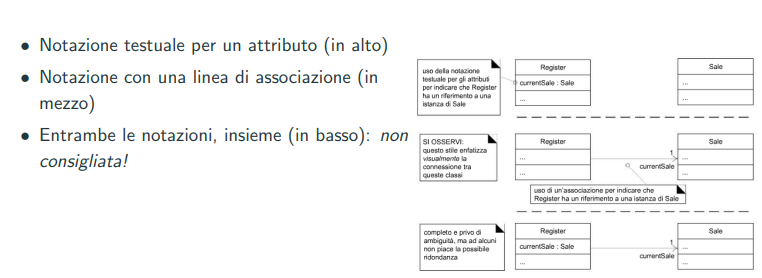 • Notazione testuale per un attributo (in alto)
• Notazione con una linea di associazione (in
mezzo)
• Entrambe le notazioni, insieme (in basso): non
consigliata!
uso della notazione
testuale per gli attributi
per indicare che Register
ha un riferimento a una
istanza di Sale
Register
currentSale : Sale
...
Sale
...
...
SI OSSERVI:
questo stile enfatizza
visualmente la
connessione tra
queste classi
Register
...
...
1
currentSale
Sale
...
...
uso di un'associazione per indicare che
Register ha un riferimento a una istanza di Sale
completo e privo di
ambiguità, ma ad alcuni
non piace la possibile
ridondanza
Register
currentSale : Sale
...
1
currentSale
Sale
...
...